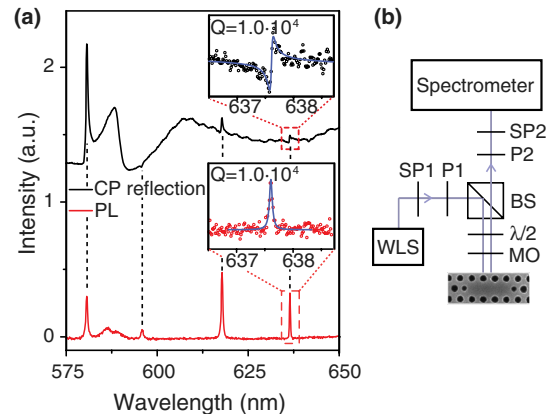 (a)
Q=1.0·10⁴
637 638
CP reflection
PL
Q=1.0·10⁴
637 638
2
1
0
Intensity (a.u.)
575 600 625 650
Wavelength (nm)
(b)
Spectrometer
SP2
P2
SP1 P1
BS
WLS
λ/2
MO